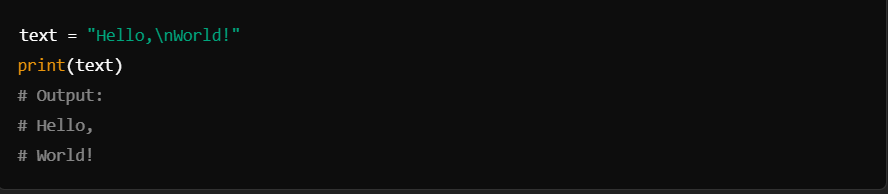 text = "Hello,\nWorld!"
print(text)
# Output:
# Hello,
# World!